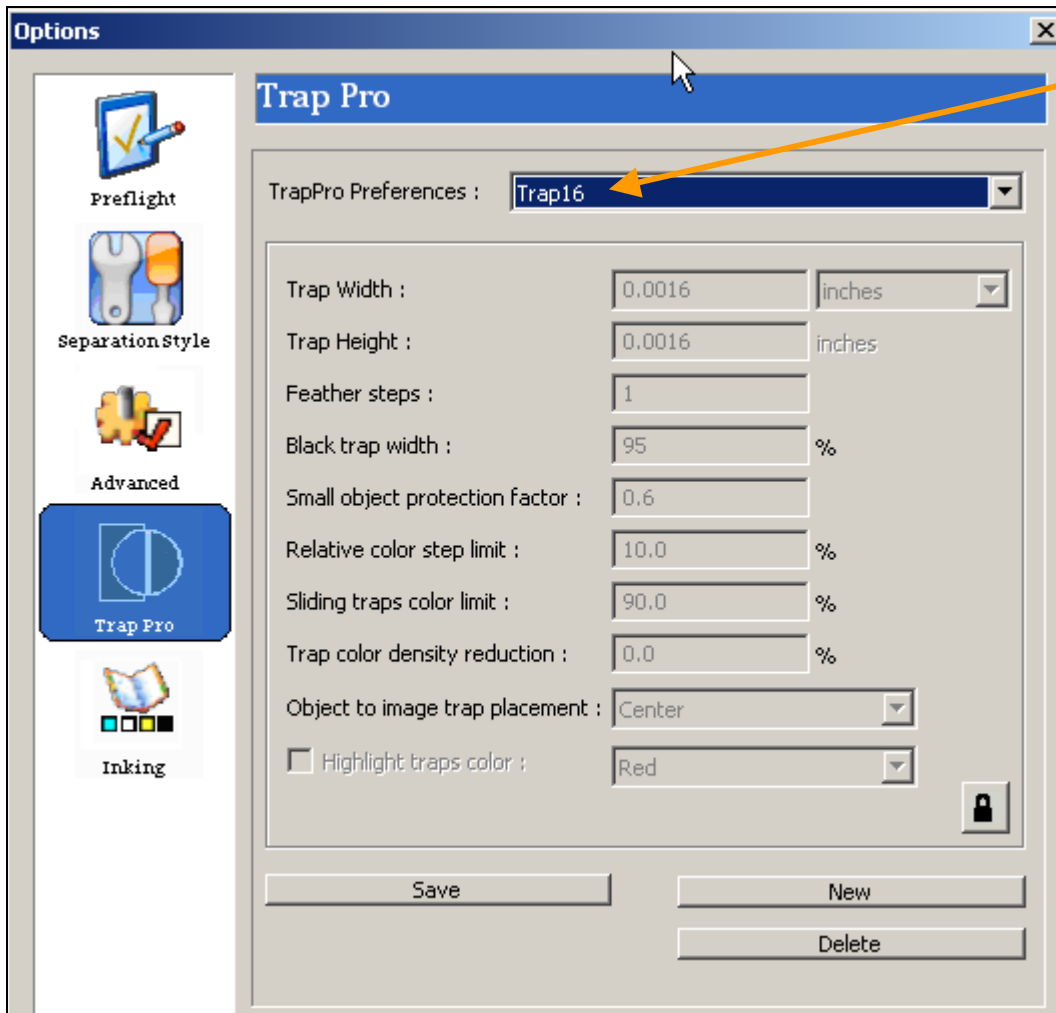 Options
Preflight
Separation Style
Advanced
Trap Pro
Inking
Trap Pro
TrapPro Preferences : Trap16
Trap Width : 0.0016 inches
Trap Height : 0.0016 inches
Feather steps : 1
Black trap width : 95 %
Small object protection factor : 0.6
Relative color step limit : 10.0 %
Sliding traps color limit : 90.0 %
Trap color density reduction : 0.0 %
Object to image trap placement : Center
Highlight traps color : Red
Save New
Delete